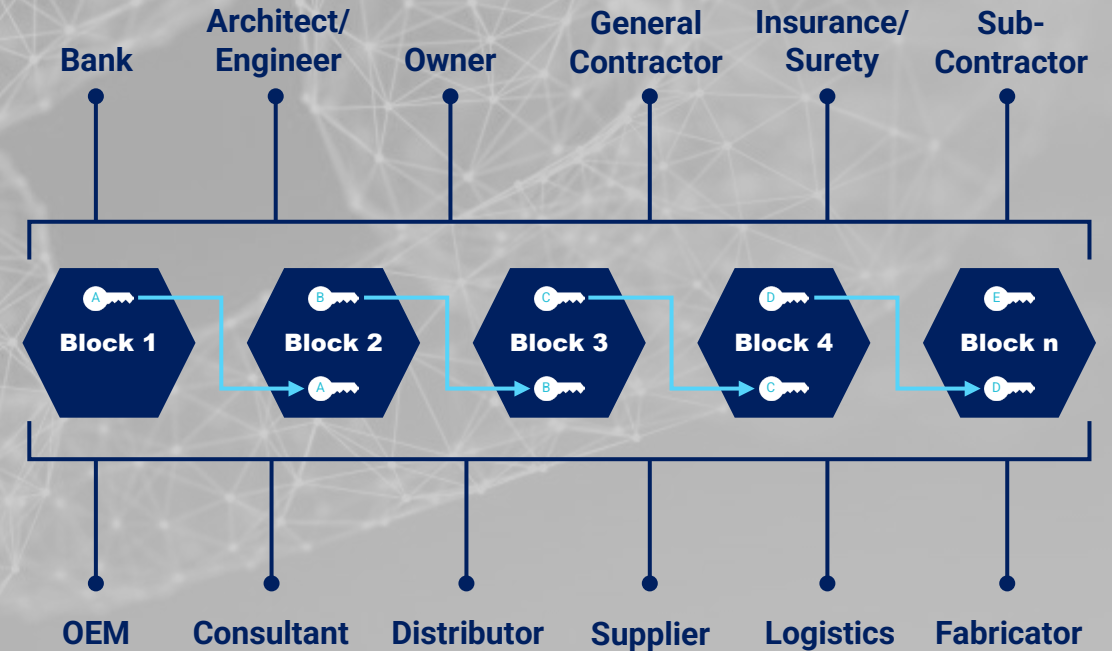 Bank
Architect/
Engineer
Owner
General
Contractor
Insurance/
Surety
Sub-
Contractor
A
B
C
D
E
Block 1
Block 2
Block 3
Block 4
Block n
A
B
C
D
OEM
Consultant
Distributor
Supplier
Logistics
Fabricator